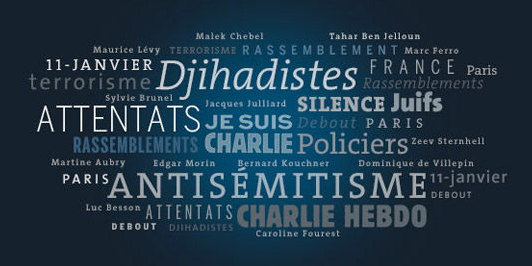 Malek Chebel Tahar Ben Jelloun
Maurice Lévy TERRORISME RASSEMBLEMENT Marc Ferro
11-JANVIER Djihadistes FRANCE Paris
terrorisme Rassemblements
Sylvie Brunel Jacques Julliard SILENCE Juifs
ATTENTATS JE SUIS Debout PARIS
RASSEMBLEMENTS CHARLIE Policiers Zeev Sternhell
Martine Aubry Edgar Morin Bernard Kouchner Dominique de Villepin
PARIS ANTISÉMITISME 11-janvier
DEBOUT
Luc Besson ATTENTATS CHARLIE HEBDO
DEBOUT DJIHADISTES
Caroline Fourest